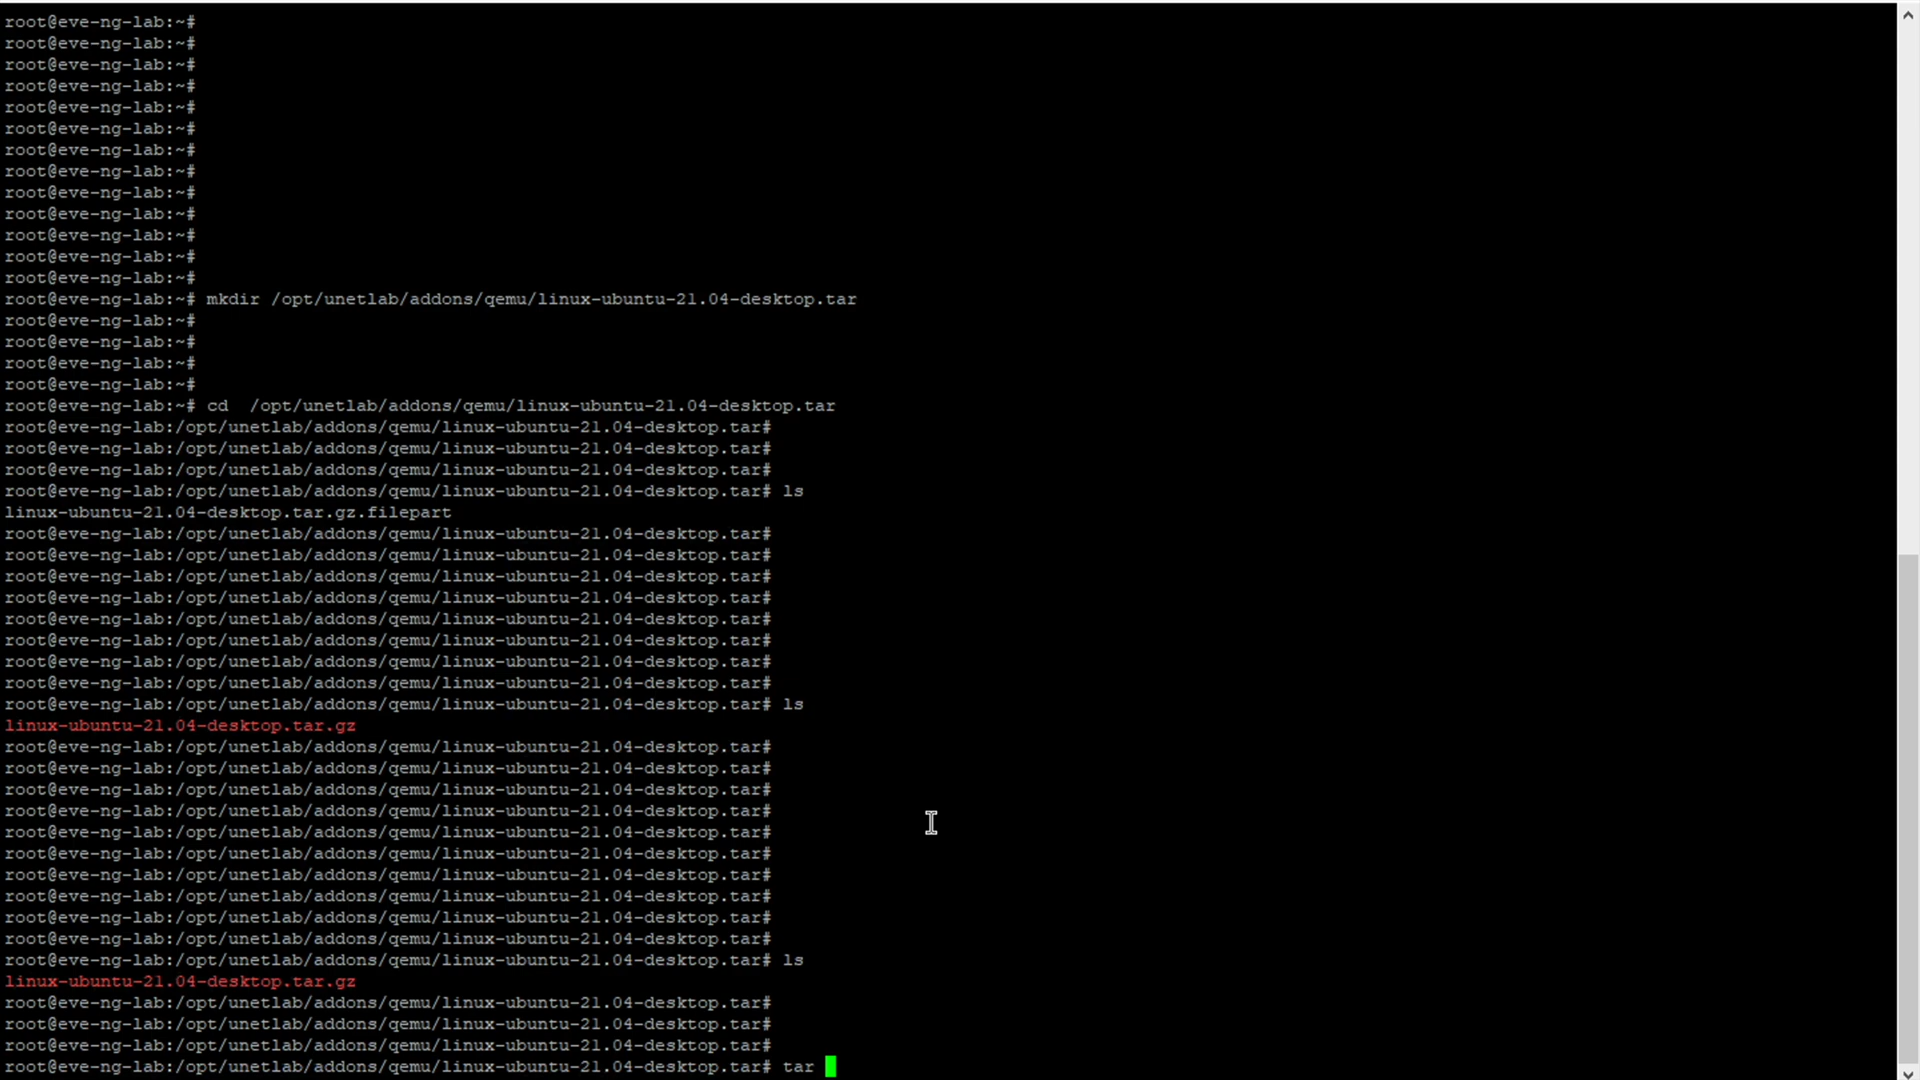 root@eve-ng-lab:~#
root@eve-ng-lab:~#
root@eve-ng-lab:~#
root@eve-ng-lab:~#
root@eve-ng-lab:~#
root@eve-ng-lab:~#
root@eve-ng-lab:~#
root@eve-ng-lab:~#
root@eve-ng-lab:~#
root@eve-ng-lab:~#
root@eve-ng-lab:~#
root@eve-ng-lab:~#
root@eve-ng-lab:~#
root@eve-ng-lab:~# mkdir /opt/unetlab/addons/qemu/linux-ubuntu-21.04-desktop.tar
root@eve-ng-lab:~#
root@eve-ng-lab:~#
root@eve-ng-lab:~#
root@eve-ng-lab:~#
root@eve-ng-lab:~# cd  /opt/unetlab/addons/qemu/linux-ubuntu-21.04-desktop.tar
root@eve-ng-lab:/opt/unetlab/addons/qemu/linux-ubuntu-21.04-desktop.tar#
root@eve-ng-lab:/opt/unetlab/addons/qemu/linux-ubuntu-21.04-desktop.tar#
root@eve-ng-lab:/opt/unetlab/addons/qemu/linux-ubuntu-21.04-desktop.tar#
root@eve-ng-lab:/opt/unetlab/addons/qemu/linux-ubuntu-21.04-desktop.tar# ls
linux-ubuntu-21.04-desktop.tar.gz.filepart
root@eve-ng-lab:/opt/unetlab/addons/qemu/linux-ubuntu-21.04-desktop.tar#
root@eve-ng-lab:/opt/unetlab/addons/qemu/linux-ubuntu-21.04-desktop.tar#
root@eve-ng-lab:/opt/unetlab/addons/qemu/linux-ubuntu-21.04-desktop.tar#
root@eve-ng-lab:/opt/unetlab/addons/qemu/linux-ubuntu-21.04-desktop.tar#
root@eve-ng-lab:/opt/unetlab/addons/qemu/linux-ubuntu-21.04-desktop.tar#
root@eve-ng-lab:/opt/unetlab/addons/qemu/linux-ubuntu-21.04-desktop.tar#
root@eve-ng-lab:/opt/unetlab/addons/qemu/linux-ubuntu-21.04-desktop.tar#
root@eve-ng-lab:/opt/unetlab/addons/qemu/linux-ubuntu-21.04-desktop.tar#
root@eve-ng-lab:/opt/unetlab/addons/qemu/linux-ubuntu-21.04-desktop.tar# ls
linux-ubuntu-21.04-desktop.tar.gz
root@eve-ng-lab:/opt/unetlab/addons/qemu/linux-ubuntu-21.04-desktop.tar#
root@eve-ng-lab:/opt/unetlab/addons/qemu/linux-ubuntu-21.04-desktop.tar#
root@eve-ng-lab:/opt/unetlab/addons/qemu/linux-ubuntu-21.04-desktop.tar#
root@eve-ng-lab:/opt/unetlab/addons/qemu/linux-ubuntu-21.04-desktop.tar#
root@eve-ng-lab:/opt/unetlab/addons/qemu/linux-ubuntu-21.04-desktop.tar#
root@eve-ng-lab:/opt/unetlab/addons/qemu/linux-ubuntu-21.04-desktop.tar#
root@eve-ng-lab:/opt/unetlab/addons/qemu/linux-ubuntu-21.04-desktop.tar#
root@eve-ng-lab:/opt/unetlab/addons/qemu/linux-ubuntu-21.04-desktop.tar#
root@eve-ng-lab:/opt/unetlab/addons/qemu/linux-ubuntu-21.04-desktop.tar#
root@eve-ng-lab:/opt/unetlab/addons/qemu/linux-ubuntu-21.04-desktop.tar#
root@eve-ng-lab:/opt/unetlab/addons/qemu/linux-ubuntu-21.04-desktop.tar# ls
linux-ubuntu-21.04-desktop.tar.gz
root@eve-ng-lab:/opt/unetlab/addons/qemu/linux-ubuntu-21.04-desktop.tar#
root@eve-ng-lab:/opt/unetlab/addons/qemu/linux-ubuntu-21.04-desktop.tar#
root@eve-ng-lab:/opt/unetlab/addons/qemu/linux-ubuntu-21.04-desktop.tar#
root@eve-ng-lab:/opt/unetlab/addons/qemu/linux-ubuntu-21.04-desktop.tar# tar